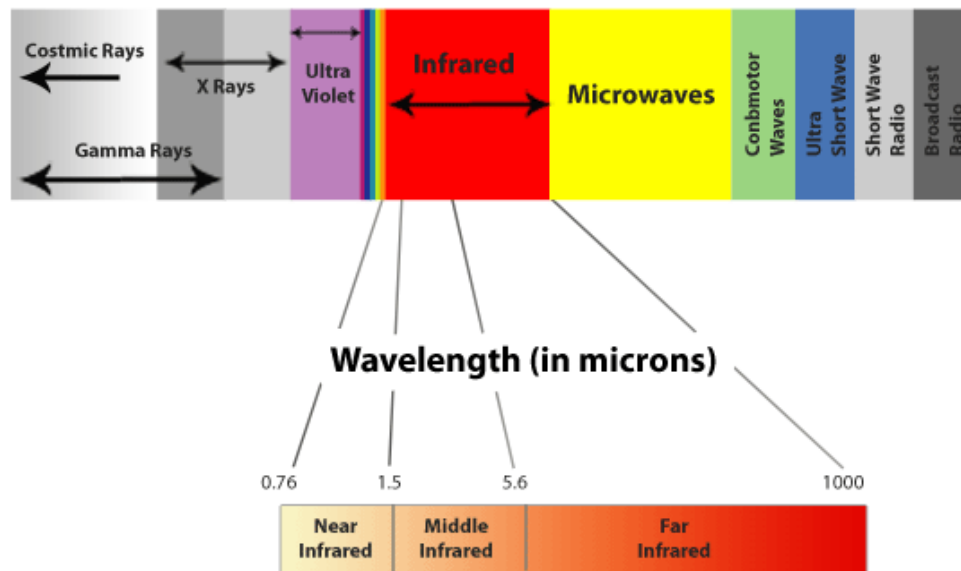 Costmic Rays
X Rays
Gamma Rays
Ultra
Violet
Infrared
Microwaves
Conbmotor
Waves
Ultra
Short Wave
Short Wave
Radio
Broadcast
Radio
Wavelength (in microns)
0.76
1.5
5.6
1000
Near
Infrared
Middle
Infrared
Far
Infrared